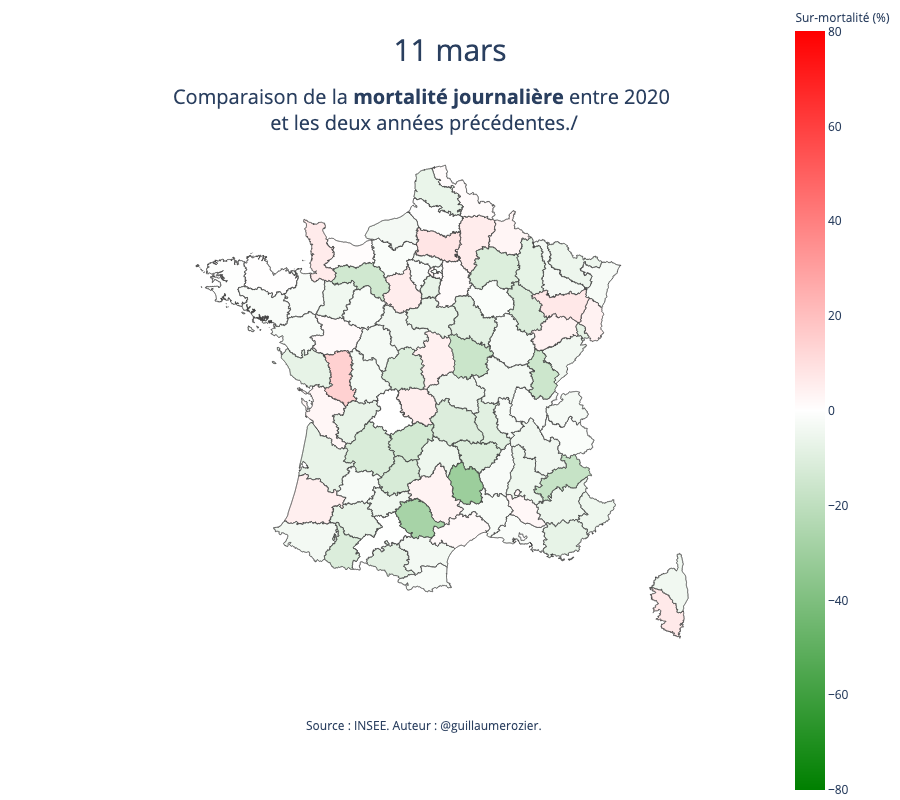 Sur-mortalité (%)
11 mars
Comparaison de la mortalité journalière entre 2020
et les deux années précédentes./
80
60
40
20
0
−20
−40
−60
−80
Source : INSEE. Auteur : @guillaumerozier.